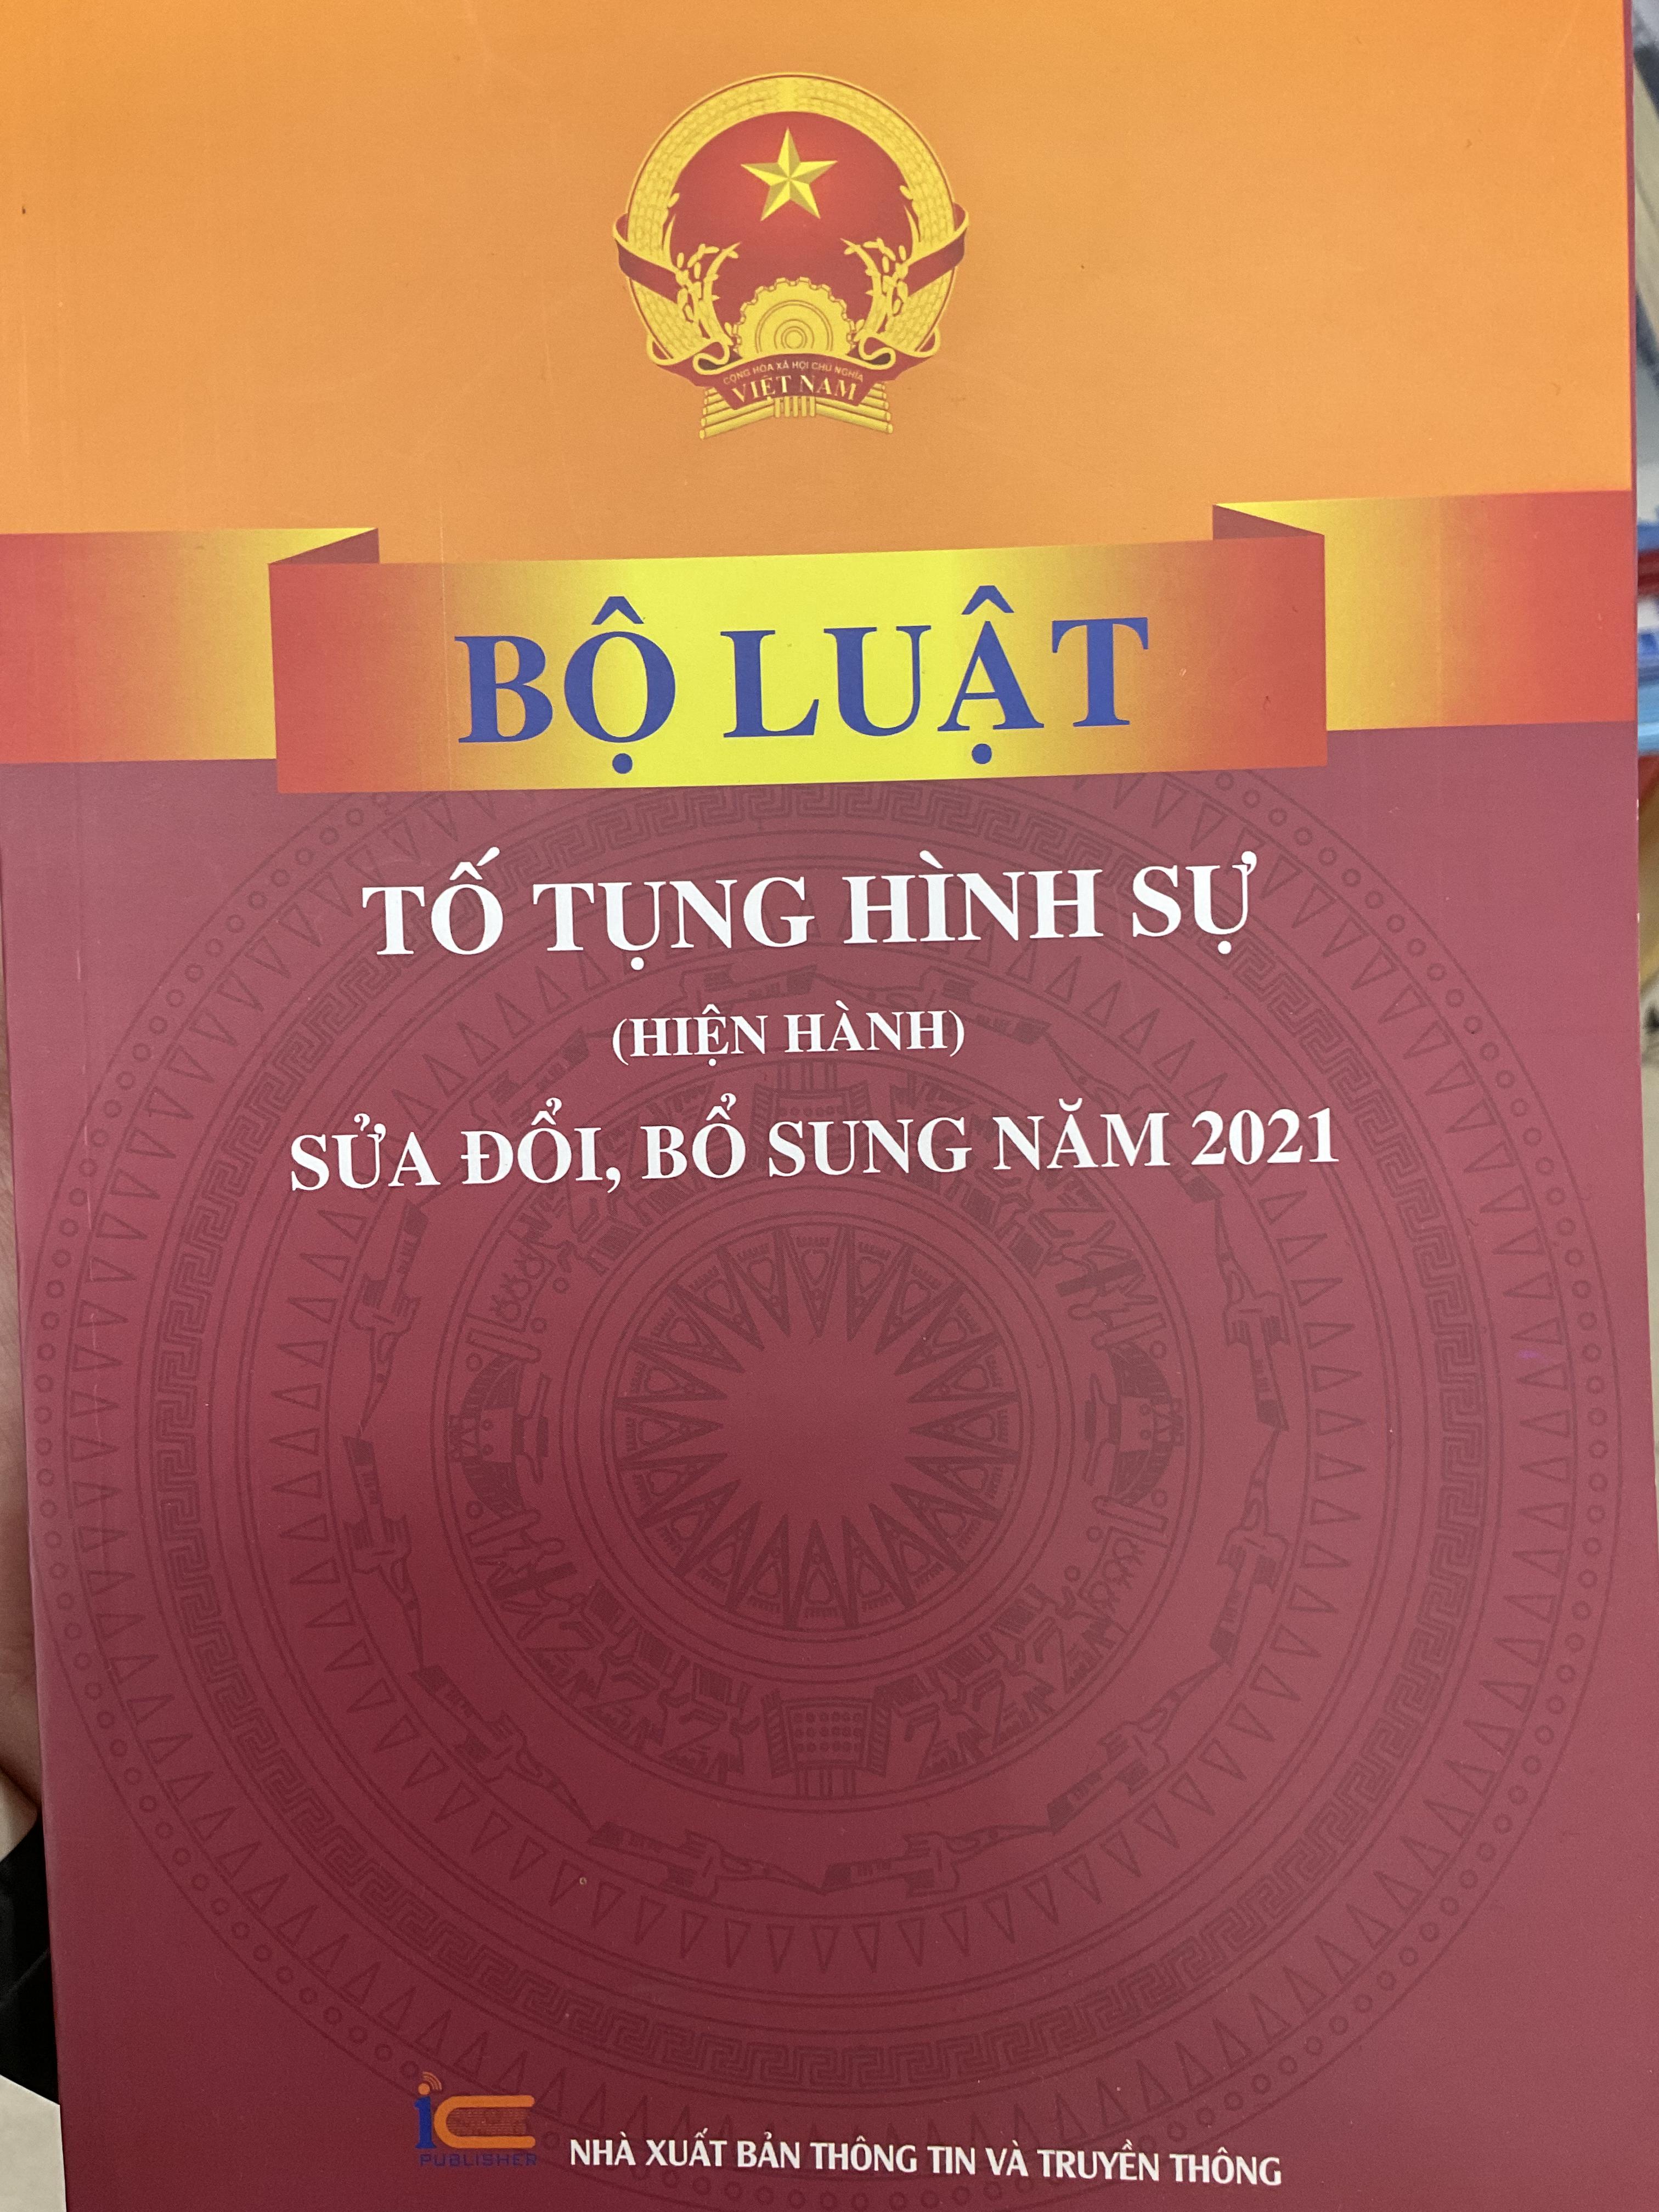 CỘNG HÒA XÃ HỘI CHỦ NGHĨA
VIỆT NAM
BỘ LUẬT
TỐ TỤNG HÌNH SỰ
(HIỆN HÀNH)
SỬA ĐỔI, BỔ SUNG NĂM 2021
iC
PUBLISHER
NHÀ XUẤT BẢN THÔNG TIN VÀ TRUYỀN THÔNG